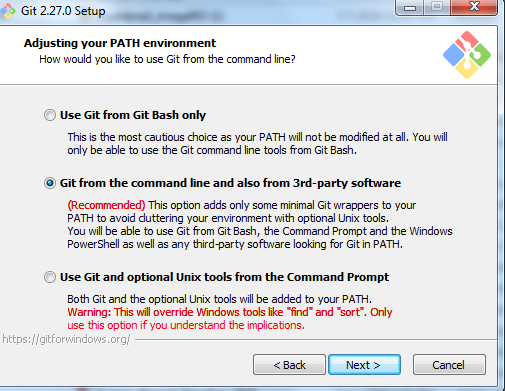 Git 2.27.0 Setup
Adjusting your PATH environment
How would you like to use Git from the command line?
Use Git from Git Bash only
This is the most cautious choice as your PATH will not be modified at all. You will
only be able to use the Git command line tools from Git Bash.
Git from the command line and also from 3rd-party software
(Recommended) This option adds only some minimal Git wrappers to your
PATH to avoid cluttering your environment with optional Unix tools.
You will be able to use Git from Git Bash, the Command Prompt and the Windows
PowerShell as well as any third-party software looking for Git in PATH.
Use Git and optional Unix tools from the Command Prompt
Both Git and the optional Unix tools will be added to your PATH.
Warning: This will override Windows tools like "find" and "sort". Only
use this option if you understand the implications.
https://gitforwindows.org/
< Back
Next >
Cancel